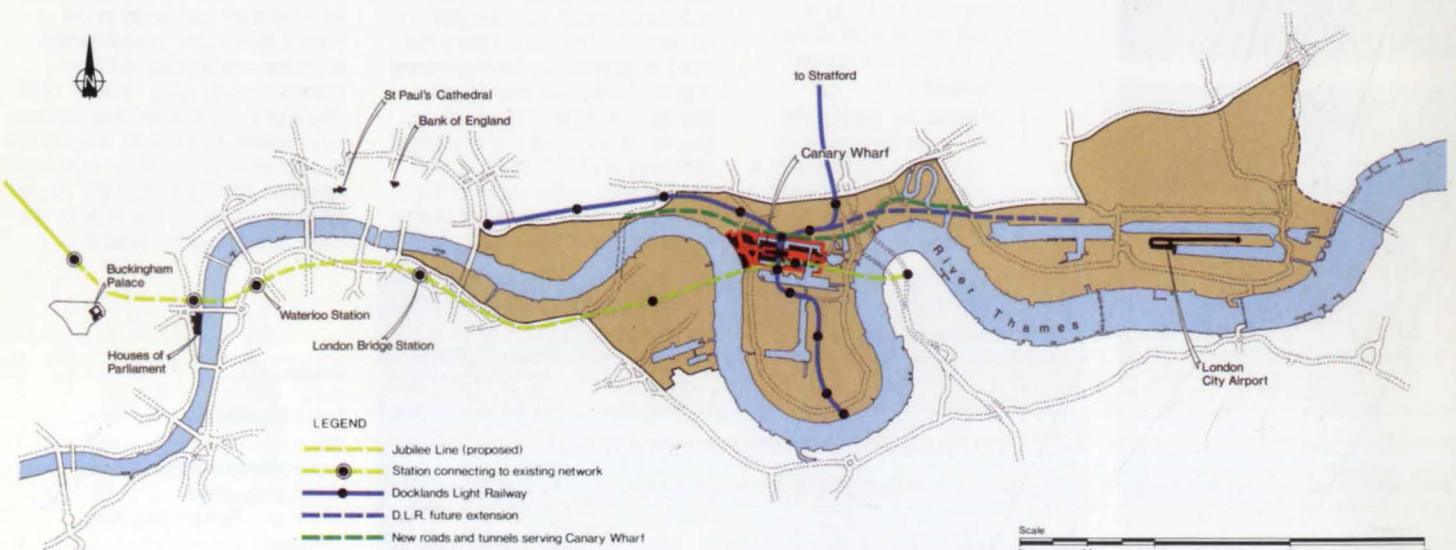 N
St Paul's Cathedral
Bank of England
to Stratford
Canary Wharf
Buckingham
Palace
Waterloo Station
London Bridge Station
Houses of
Parliament
River Thames
London
City Airport
LEGEND
Jubilee Line (proposed)
Station connecting to existing network
Docklands Light Railway
D.L.R. future extension
New roads and tunnels serving Canary Wharf
Scale